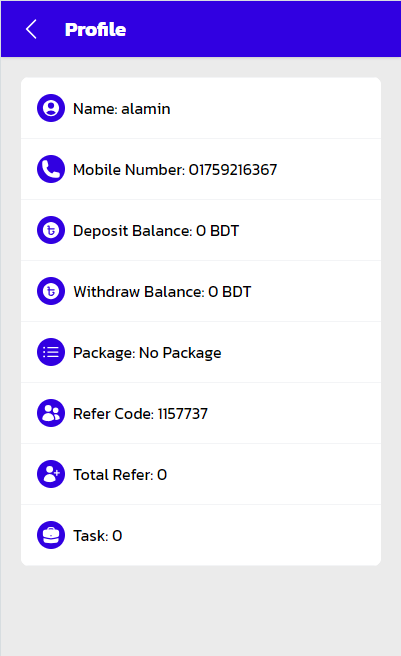 Profile
Name: alamin
Mobile Number: 01759216367
Deposit Balance: 0 BDT
Withdraw Balance: 0 BDT
Package: No Package
Refer Code: 1157737
Total Refer: 0
Task: 0